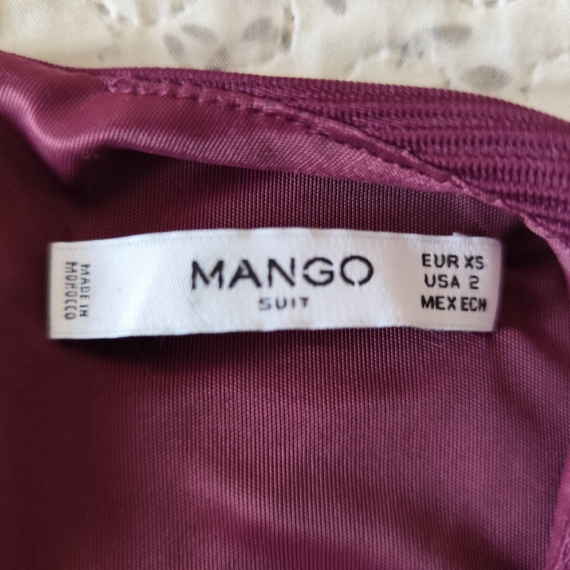 MADE IN
MOROCCO
MANGO
SUIT
EUR XS
USA 2
MEX ECH